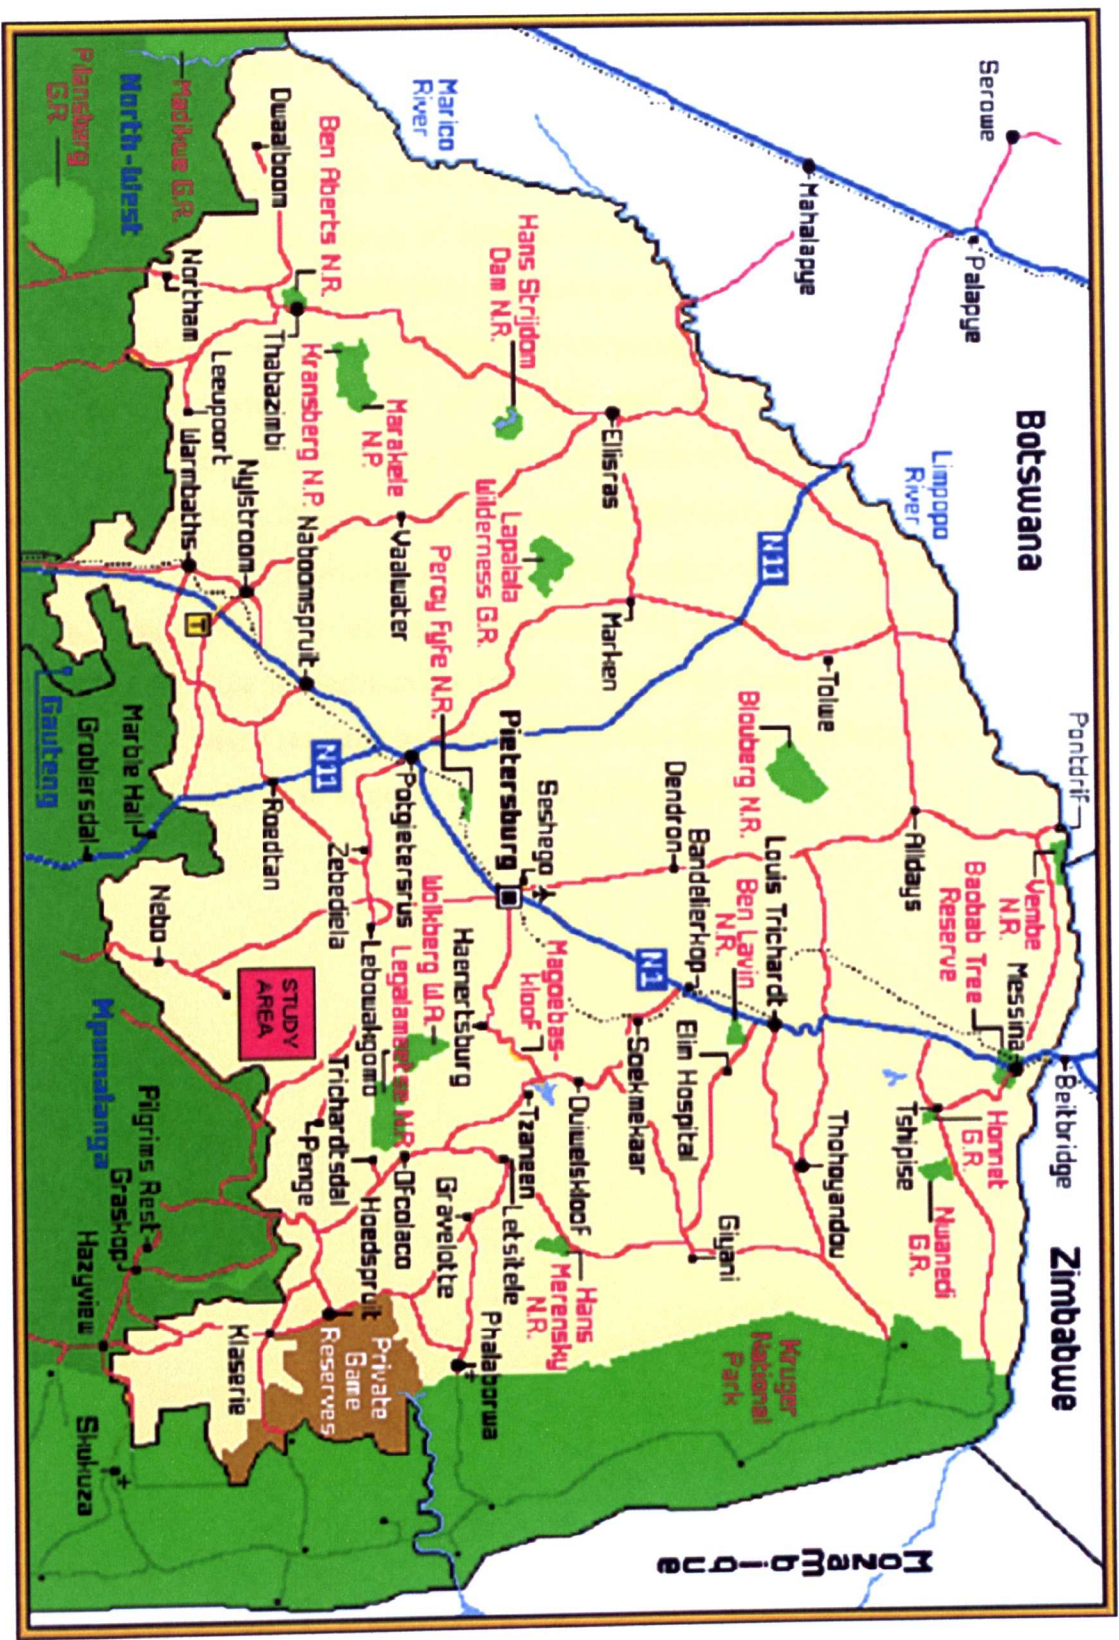 Botswana
Zimbabwe
Mozambique
Serowe
Palapye
Mahalapye
Limpopo
River
Marico
River
Pontdrif
Beitbridge
Vembe
N.R.
Messina
Baobab Tree
Reserve
Honnet
G.R.
Tshipise
Nwanedi
G.R.
Alldays
Tolwe
N11
Blouberg N.R.
Louis Trichardt
Thohoyandou
Ben Lavin
N.R.
Bandelierkop
Dendron
Elim Hospital
N1
Soekmekaar
Giyani
Kruger
National
Park
Ellisras
Marken
Hans Strijdom
Dam N.R.
Lapalala
Wilderness G.R.
Seshego
Pietersburg
Magoebas-
kloof
Duiwelskloof
Tzaneen
Hans
Merensky
N.R.
Letsitele
Phalaborwa
Gravelotte
Haenertsburg
Wolkberg W.R.
Percy Fyfe N.R.
Vaalwater
Marakele
N.P.
Potgietersrus
Legalameetse N.R.
Lebowakgomo
Ofcolaco
Hoedspruit
Private
Game
Reserves
Ben Alberts N.R.
Kransberg N.P.
Thabazimbi
Naboomspruit
N11
Zebediela
Trichardtsdal
Penge
Dwaalboom
Nylstroom
Roedtan
STUDY
AREA
Klaserie
Leeupoort
Northam
Warmbaths
T
Nebo
Madikwe G.R.
North-West
Marble Hall
Pilgrims Rest
Graskop
Mpumalanga
Groblersdal
Hazyview
Skukuza
Pilansberg
G.R.
Gauteng